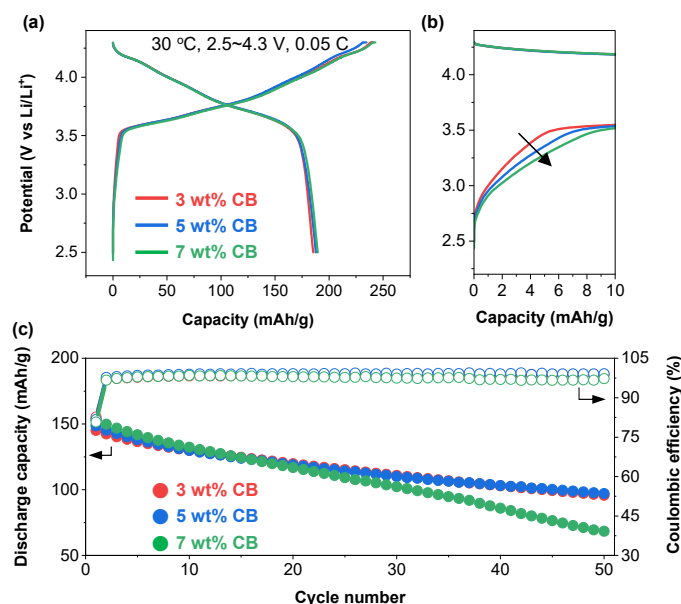 (a)
(b)
30 °C, 2.5~4.3 V, 0.05 C
Potential (V vs Li/Li⁺)
4.0
3.5
3.0
2.5
3 wt% CB
5 wt% CB
7 wt% CB
0 50 100 150 200 250
Capacity (mAh/g)
4.0
3.5
3.0
2.5
0 2 4 6 8 10
Capacity (mAh/g)
(c)
Discharge capacity (mAh/g)
200
150
100
50
3 wt% CB
5 wt% CB
7 wt% CB
105
90
75
60
45
30
Coulombic efficiency (%)
0 10 20 30 40 50
Cycle number